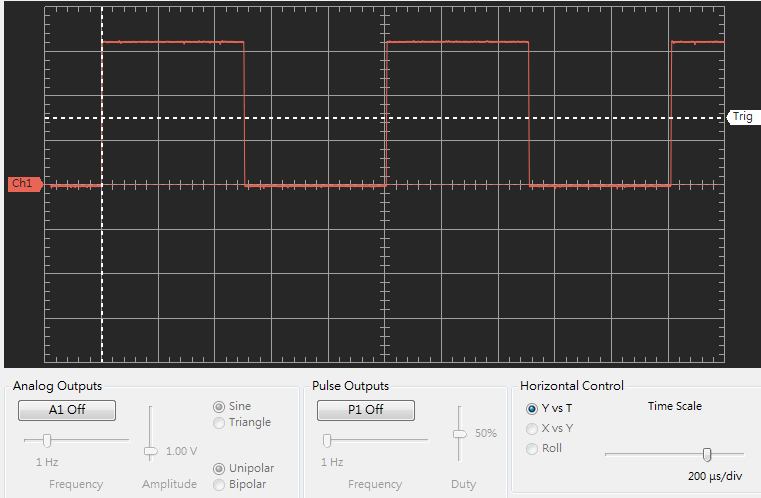 Trig
Ch1
Analog Outputs
A1 Off
1 Hz
Frequency
1.00 V
Amplitude
Sine
Triangle
Unipolar
Bipolar
Pulse Outputs
P1 Off
1 Hz
Frequency
50%
Duty
Horizontal Control
Y vs T
X vs Y
Roll
Time Scale
200 µs/div